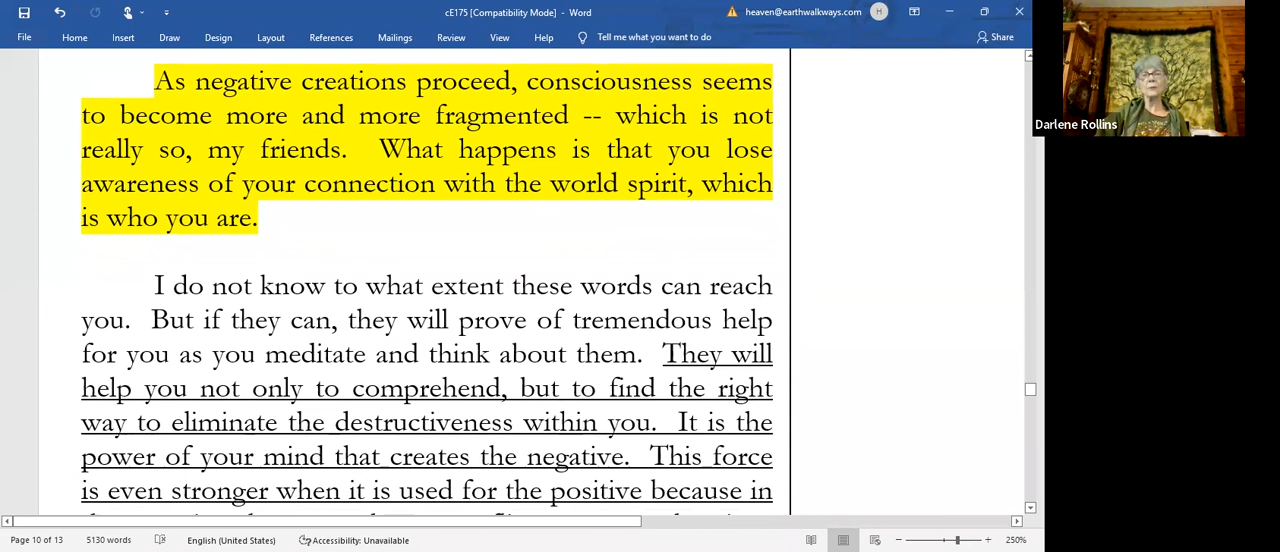 cE175 [Compatibility Mode] - Word
heaven@earthwalkways.com
H
File Home Insert Draw Design Layout References Mailings Review View Help Tell me what you want to do Share
As negative creations proceed, consciousness seems
to become more and more fragmented -- which is not
really so, my friends. What happens is that you lose
awareness of your connection with the world spirit, which
is who you are.
I do not know to what extent these words can reach
you. But if they can, they will prove of tremendous help
for you as you meditate and think about them. They will
help you not only to comprehend, but to find the right
way to eliminate the destructiveness within you. It is the
power of your mind that creates the negative. This force
is even stronger when it is used for the positive because in
Page 10 of 13 5130 words English (United States) Accessibility: Unavailable 250%
Darlene Rollins